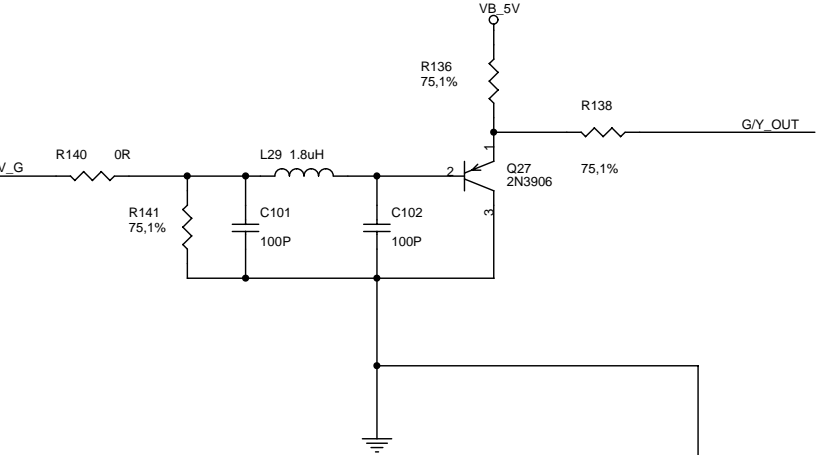 VB_5V
R136
75,1%
R138
G/Y_OUT
V_G
R140 0R
L29 1.8uH
1
2
Q27
2N3906
75,1%
R141
75,1%
C101
100P
C102
100P
3